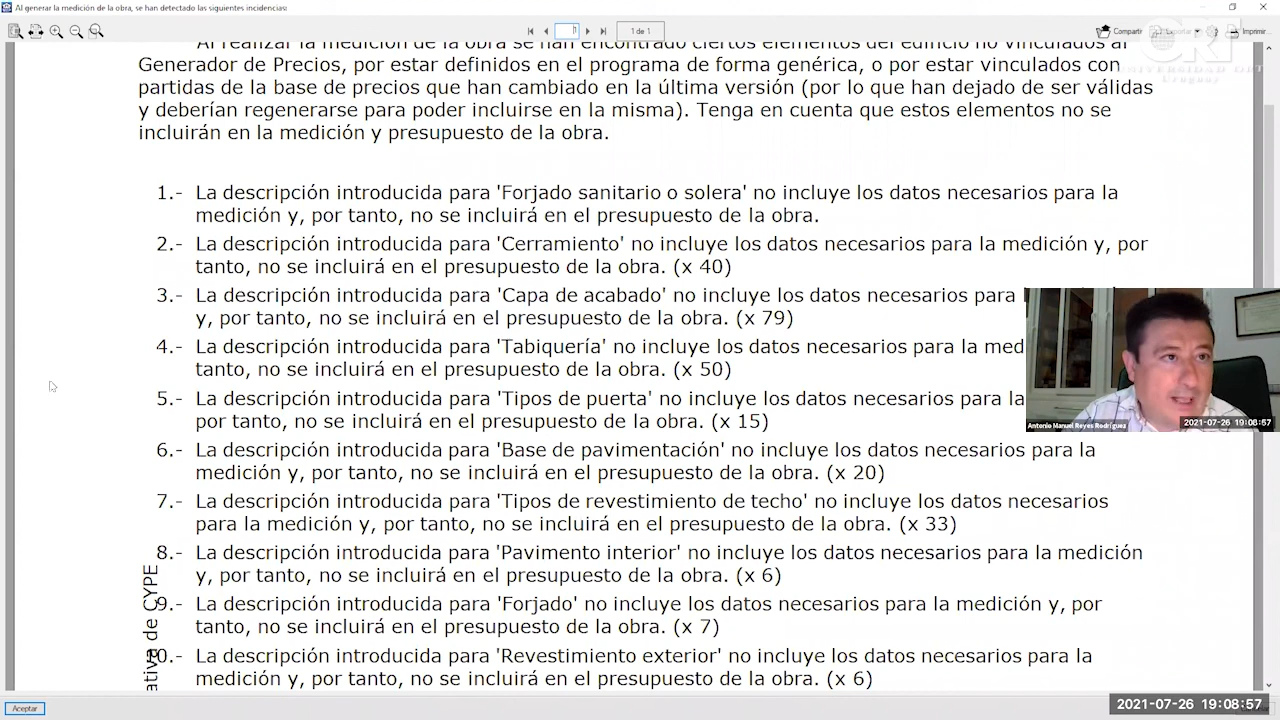 Al generar la medición de la obra, se han detectado las siguientes incidencias:
1
1 de 1
Compartir
Exportar
Imprimir
ORT
UNIVERSIDAD ORT
Uruguay
Al realizar la medición de la obra se han encontrado ciertos elementos del edificio no vinculados al
Generador de Precios, por estar definidos en el programa de forma genérica, o por estar vinculados con
partidas de la base de precios que han cambiado en la última versión (por lo que han dejado de ser válidas
y deberían regenerarse para poder incluirse en la misma). Tenga en cuenta que estos elementos no se
incluirán en la medición y presupuesto de la obra.
1.- La descripción introducida para 'Forjado sanitario o solera' no incluye los datos necesarios para la
medición y, por tanto, no se incluirá en el presupuesto de la obra.
2.- La descripción introducida para 'Cerramiento' no incluye los datos necesarios para la medición y, por
tanto, no se incluirá en el presupuesto de la obra. (x 40)
3.- La descripción introducida para 'Capa de acabado' no incluye los datos necesarios para
y, por tanto, no se incluirá en el presupuesto de la obra. (x 79)
4.- La descripción introducida para 'Tabiquería' no incluye los datos necesarios para la med
tanto, no se incluirá en el presupuesto de la obra. (x 50)
5.- La descripción introducida para 'Tipos de puerta' no incluye los datos necesarios para la
por tanto, no se incluirá en el presupuesto de la obra. (x 15)
6.- La descripción introducida para 'Base de pavimentación' no incluye los datos necesarios para la
medición y, por tanto, no se incluirá en el presupuesto de la obra. (x 20)
7.- La descripción introducida para 'Tipos de revestimiento de techo' no incluye los datos necesarios
para la medición y, por tanto, no se incluirá en el presupuesto de la obra. (x 33)
8.- La descripción introducida para 'Pavimento interior' no incluye los datos necesarios para la medición
y, por tanto, no se incluirá en el presupuesto de la obra. (x 6)
9.- La descripción introducida para 'Forjado' no incluye los datos necesarios para la medición y, por
tanto, no se incluirá en el presupuesto de la obra. (x 7)
10.- La descripción introducida para 'Revestimiento exterior' no incluye los datos necesarios para la
medición y, por tanto, no se incluirá en el presupuesto de la obra. (x 6)
ativa de CYPE
Antonio Manuel Reyes Rodríguez
2021-07-26 19:08:57
Aceptar
2021-07-26 19:08:57